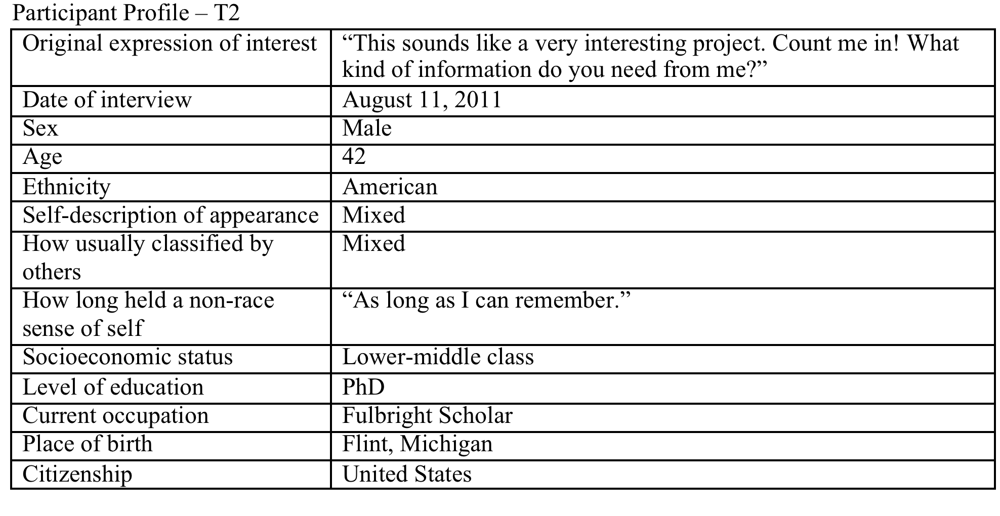 Participant Profile – T2
Original expression of interest
“This sounds like a very interesting project. Count me in! What
kind of information do you need from me?”
Date of interview
August 11, 2011
Sex
Male
Age
42
Ethnicity
American
Self-description of appearance
Mixed
How usually classified by
others
Mixed
How long held a non-race
sense of self
“As long as I can remember.”
Socioeconomic status
Lower-middle class
Level of education
PhD
Current occupation
Fulbright Scholar
Place of birth
Flint, Michigan
Citizenship
United States